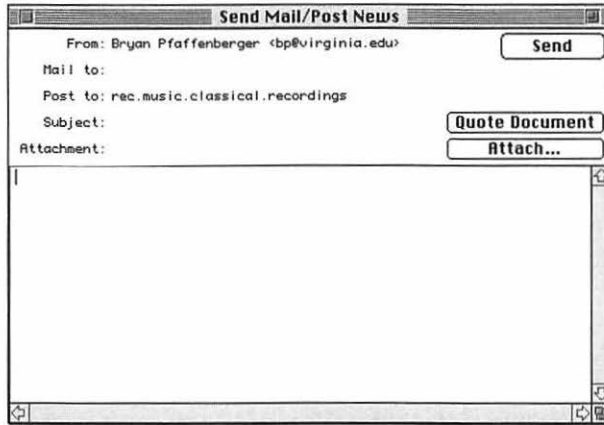 Send Mail/Post News
From: Bryan Pfaffenberger <bp@virginia.edu>
Send
Mail to:
Post to: rec.music.classical.recordings
Subject:
Quote Document
Attachment:
Attach...